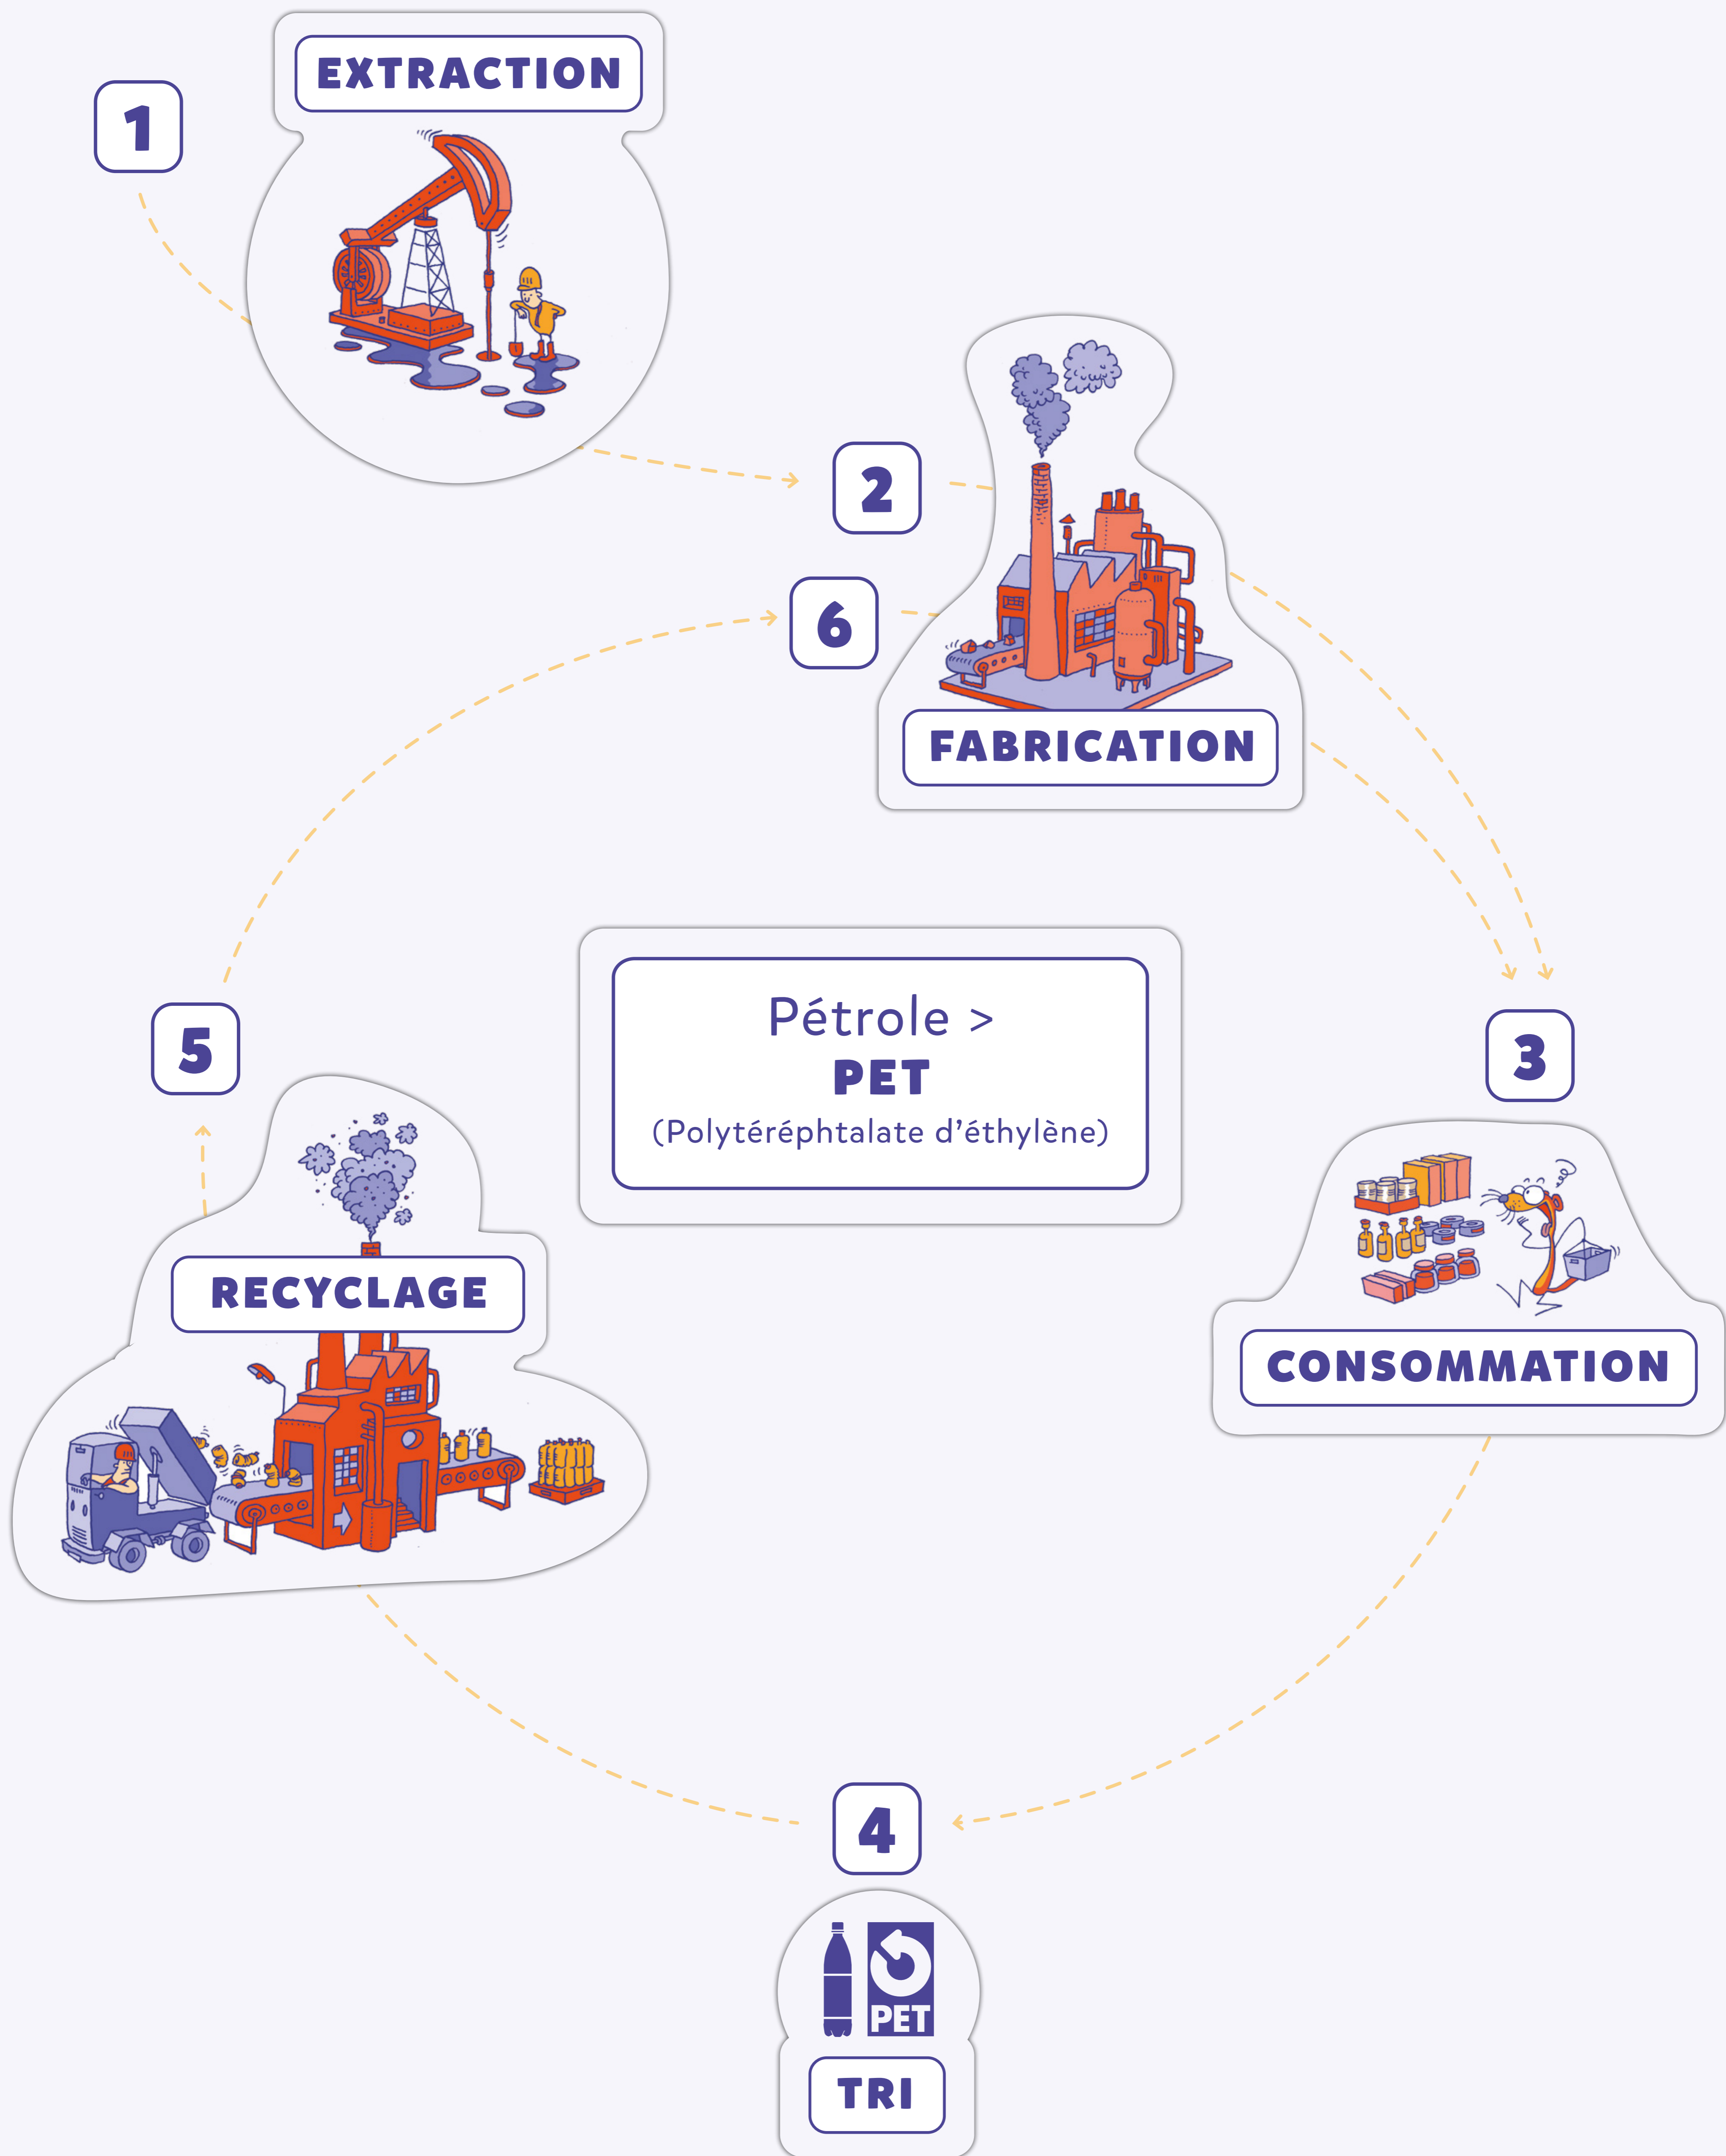 1
EXTRACTION
2
6
FABRICATION
Pétrole >
PET
(Polytéréphtalate d'éthylène)
5
3
RECYCLAGE
CONSOMMATION
4
PET
TRI